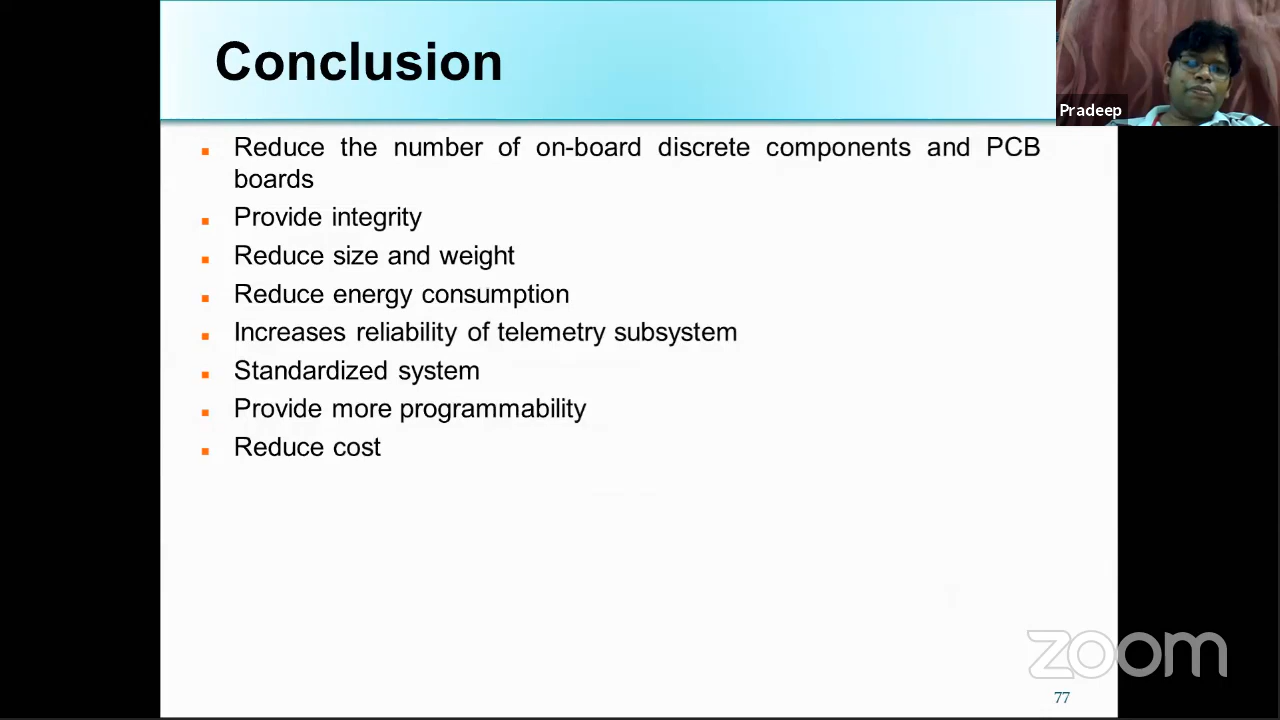 Conclusion
Pradeep
Reduce the number of on-board discrete components and PCB
boards
Provide integrity
Reduce size and weight
Reduce energy consumption
Increases reliability of telemetry subsystem
Standardized system
Provide more programmability
Reduce cost
zoom
77